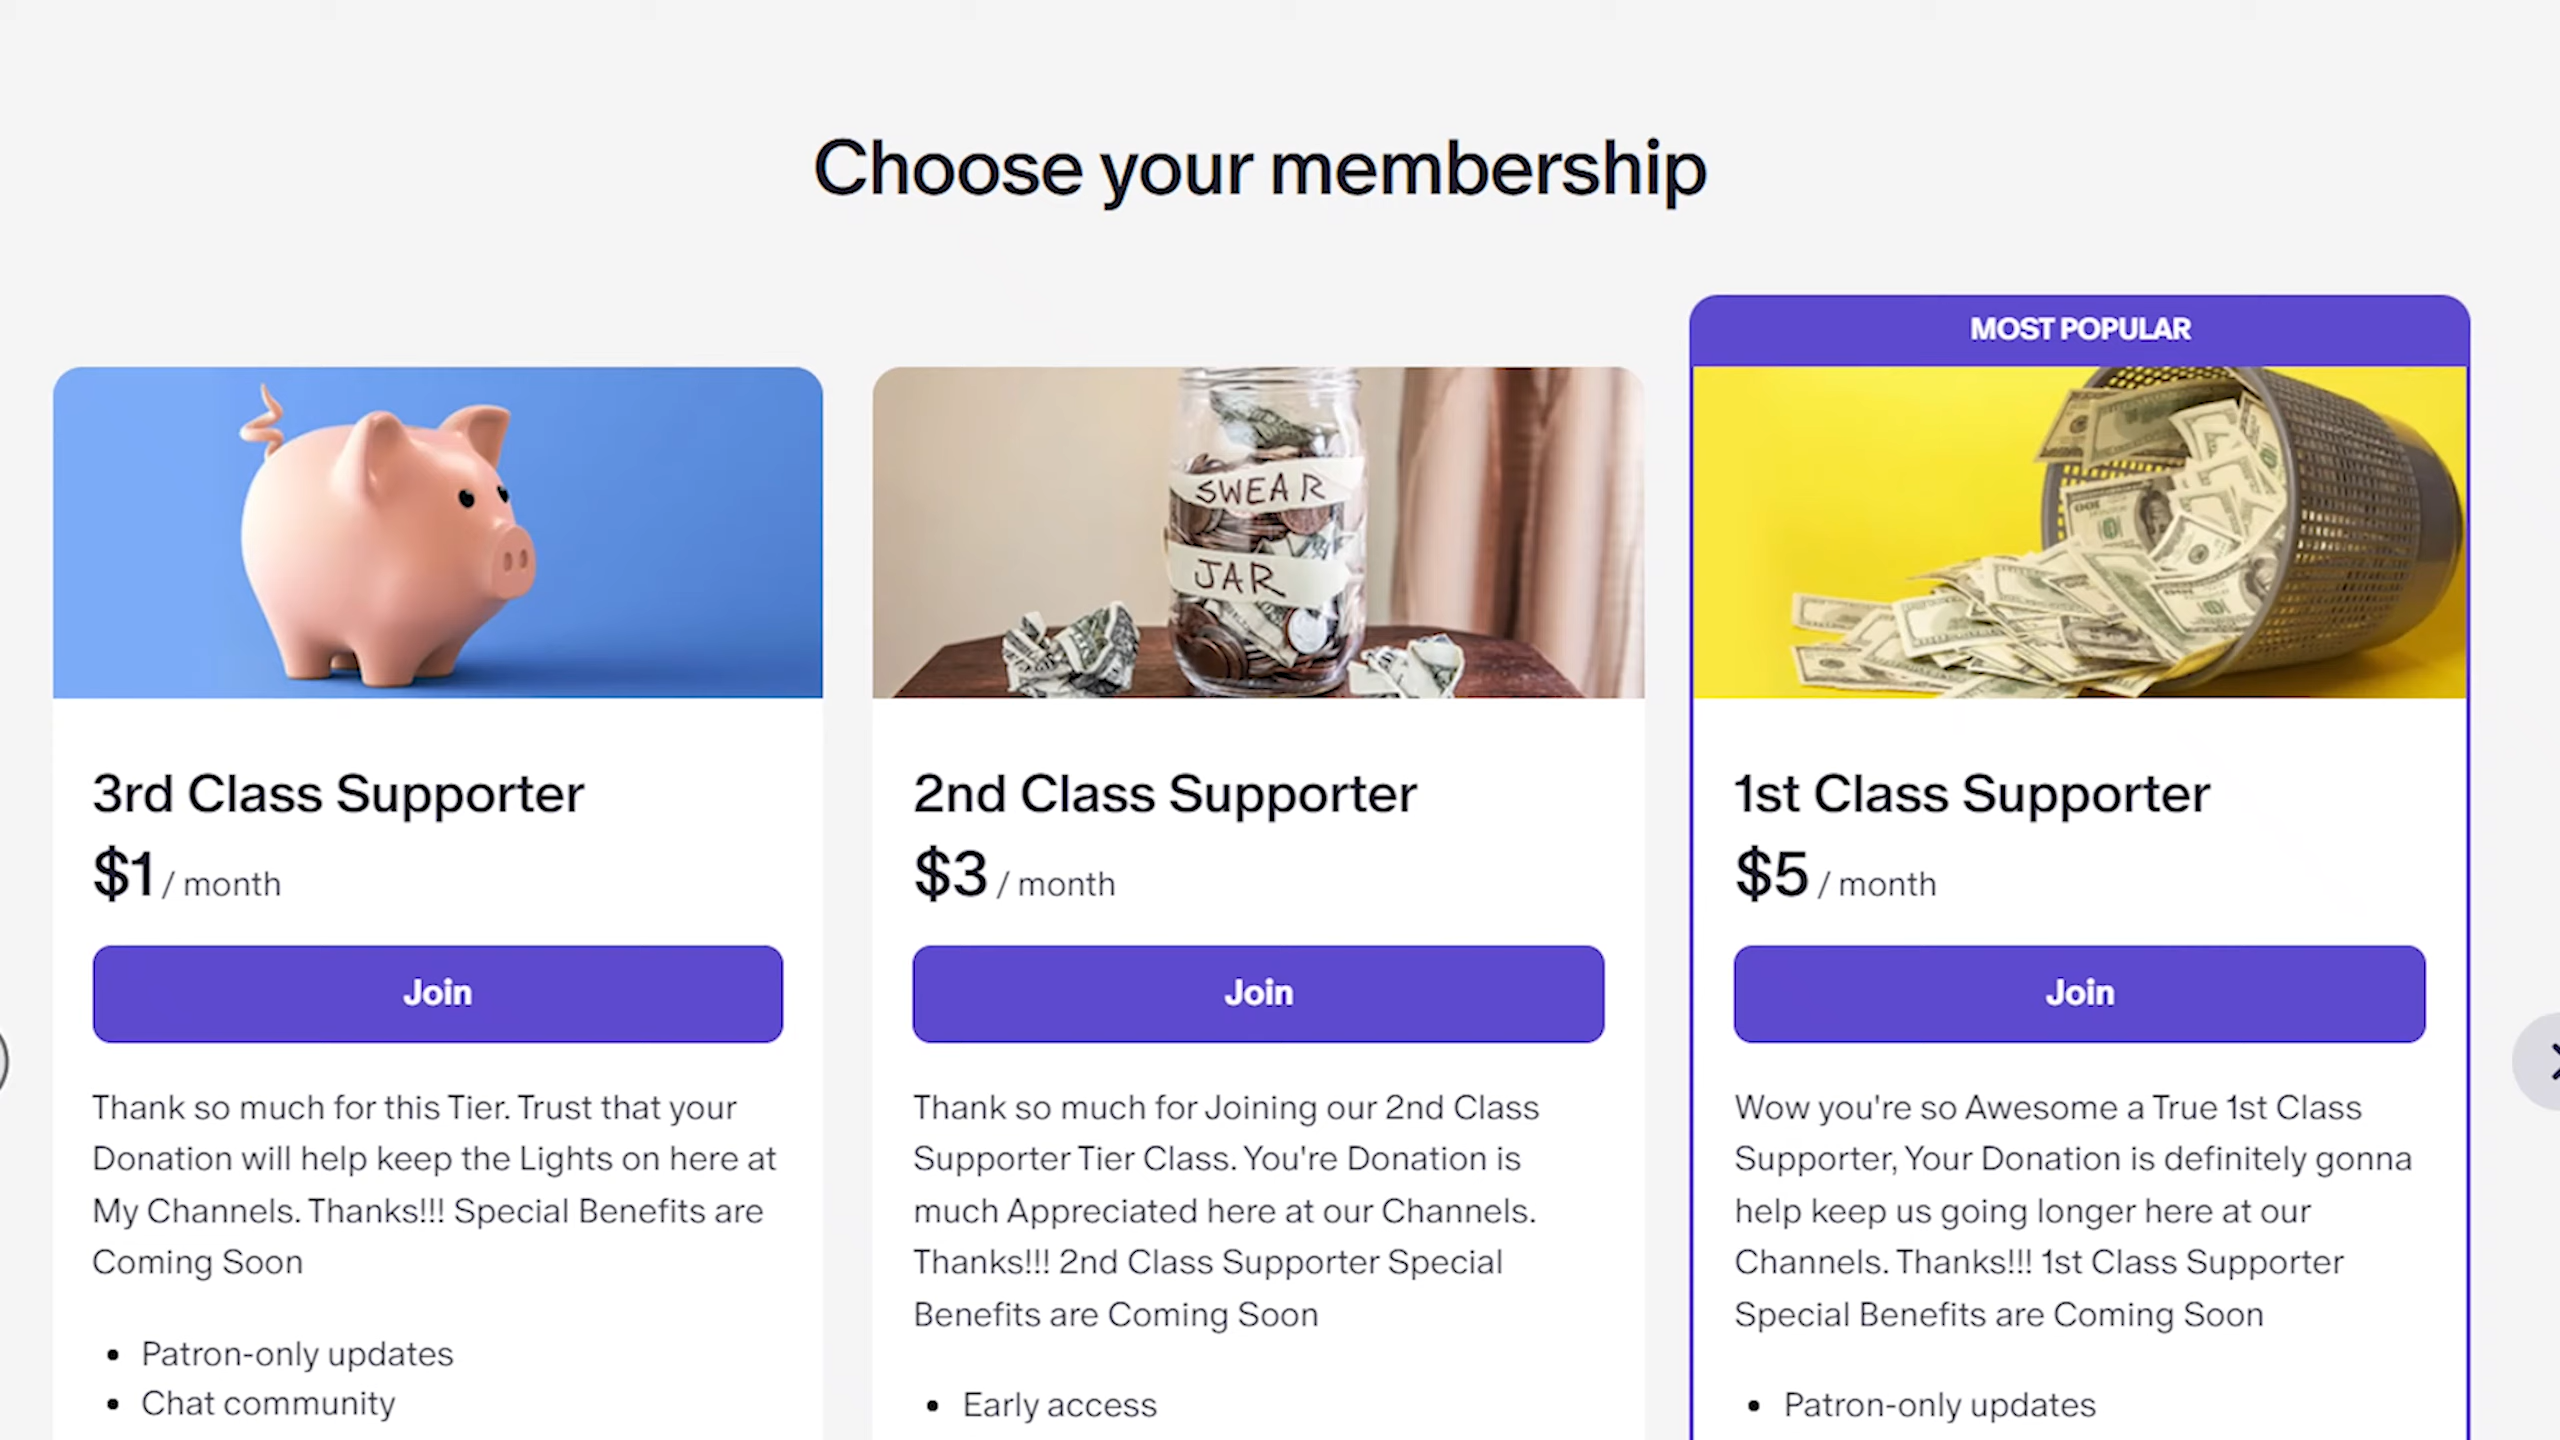 Choose your membership
MOST POPULAR
SWEAR
JAR
3rd Class Supporter
$1 / month
Join
Thank so much for this Tier. Trust that your
Donation will help keep the Lights on here at
My Channels. Thanks!!! Special Benefits are
Coming Soon
• Patron-only updates
• Chat community
2nd Class Supporter
$3 / month
Join
Thank so much for Joining our 2nd Class
Supporter Tier Class. You're Donation is
much Appreciated here at our Channels.
Thanks!!! 2nd Class Supporter Special
Benefits are Coming Soon
• Early access
1st Class Supporter
$5 / month
Join
Wow you're so Awesome a True 1st Class
Supporter, Your Donation is definitely gonna
help keep us going longer here at our
Channels. Thanks!!! 1st Class Supporter
Special Benefits are Coming Soon
• Patron-only updates